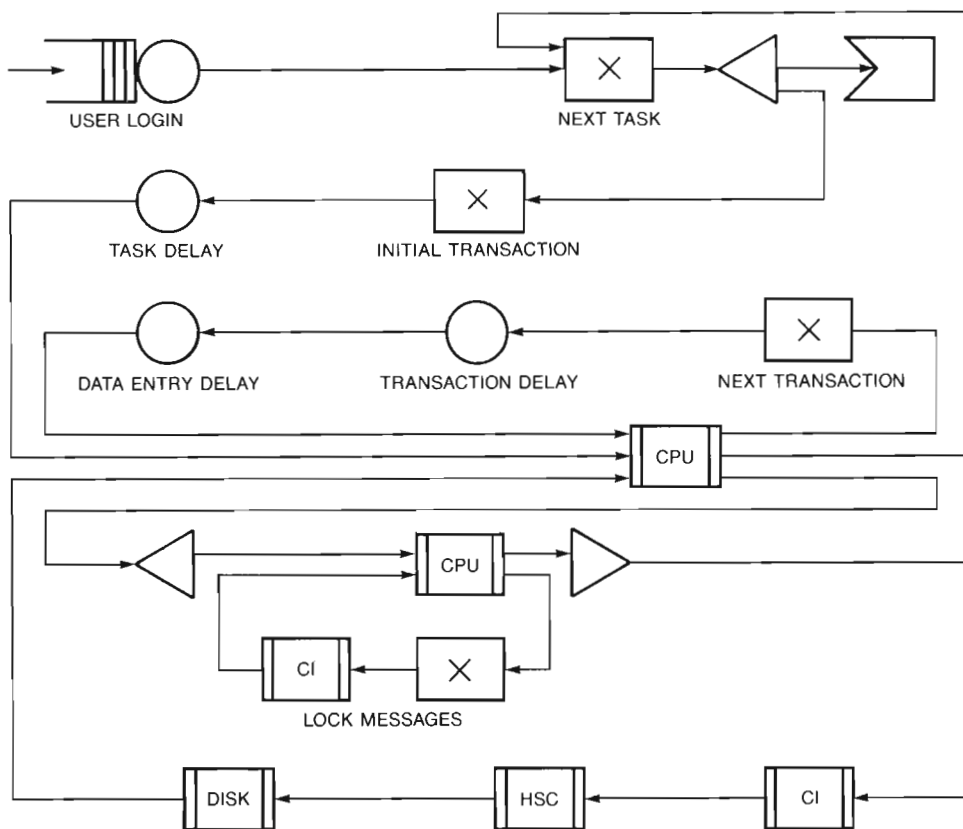 USER LOGIN
NEXT TASK
TASK DELAY
INITIAL TRANSACTION
DATA ENTRY DELAY
TRANSACTION DELAY
NEXT TRANSACTION
CPU
CPU
CI
LOCK MESSAGES
DISK
HSC
CI